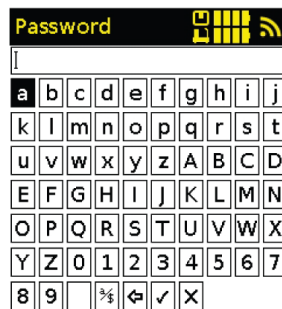 Password
a b c d e f g h i j
k l m n o p q r s t
u v w x y z A B C D
E F G H I J K L M N
O P Q R S T U V W X
Y Z 0 1 2 3 4 5 6 7
8 9 ⅍$ ⇦ ✓ ✕